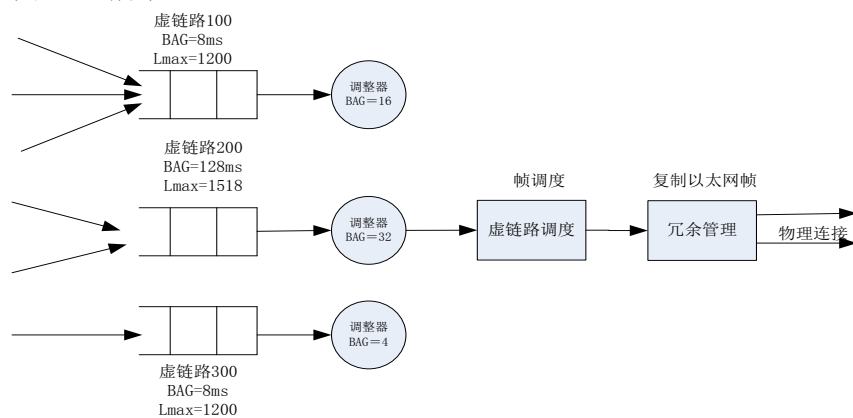 虚链路100
BAG=8ms
Lmax=1200
调整器
BAG＝16
虚链路200
BAG=128ms
Lmax=1518
调整器
BAG＝32
帧调度
虚链路调度
复制以太网帧
冗余管理
物理连接
调整器
BAG＝4
虚链路300
BAG=8ms
Lmax=1200